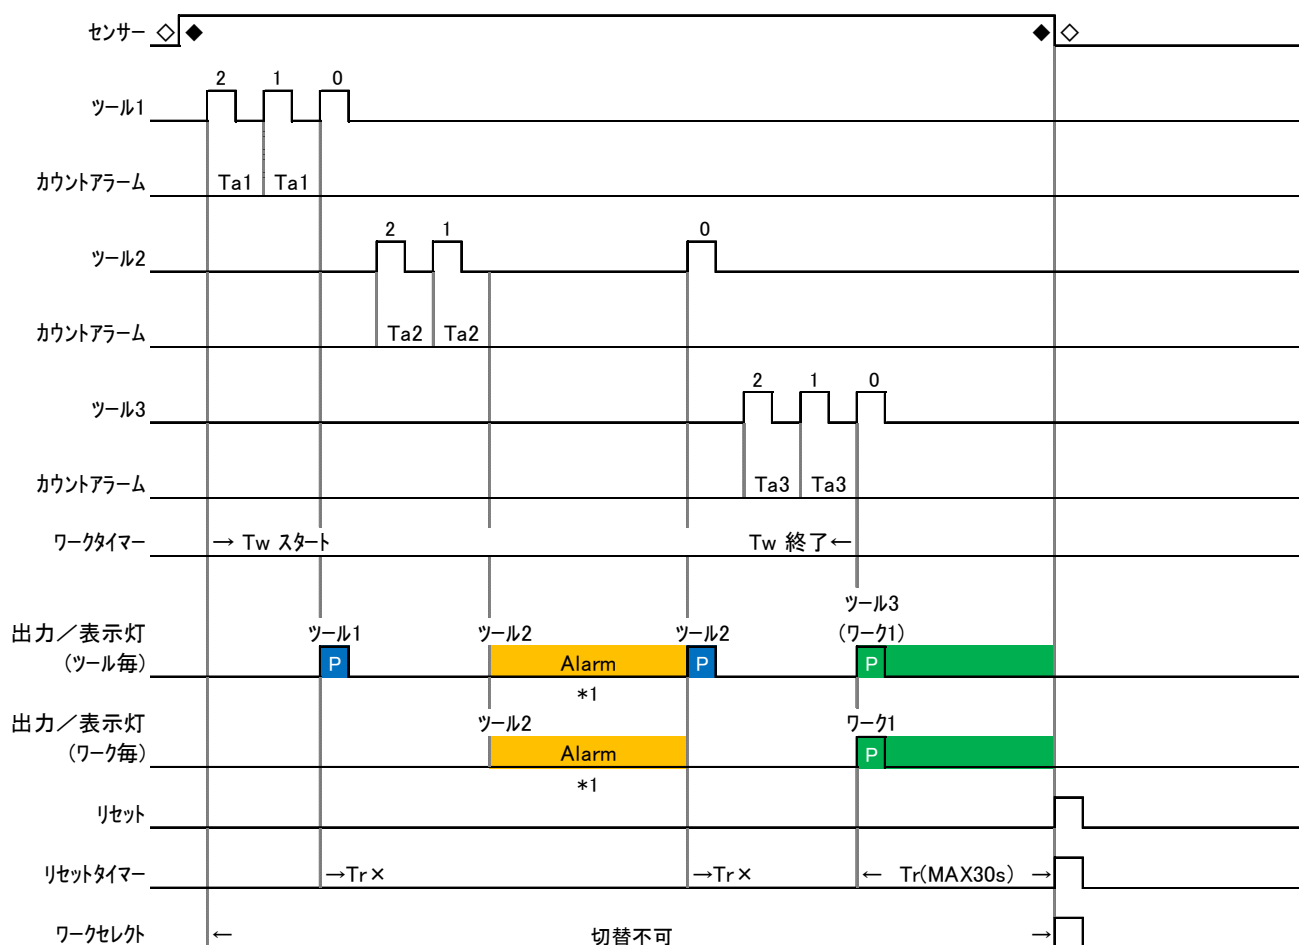 センサー ◇ ◆ ◆ ◇
2 1 0
ツール1
カウントアラーム Ta1 Ta1
2 1 0
ツール2
カウントアラーム Ta2 Ta2
2 1 0
ツール3
カウントアラーム Ta3 Ta3
ワークタイマー → Tw スタート Tw 終了←
ツール3
出力／表示灯 ツール1 ツール2 ツール2 (ワーク1)
(ツール毎) P Alarm P P
*1
出力／表示灯 ツール2 ワーク1
(ワーク毎) Alarm P
*1
リセット
リセットタイマー →Tr× →Tr× ← Tr(MAX30s) →
ワークセレクト ← 切替不可 →